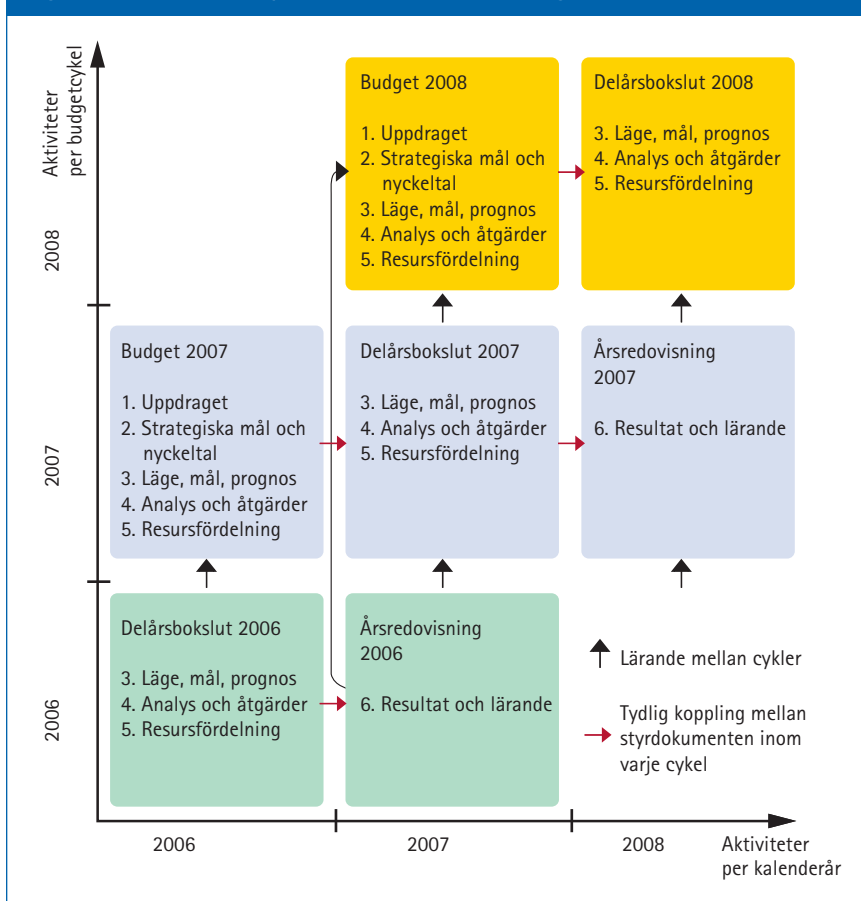 Aktiviteter
per budgetcykel
2008
2007
2006
Budget 2008
1. Uppdraget
2. Strategiska mål och
nyckeltal
3. Läge, mål, prognos
4. Analys och åtgärder
5. Resursfördelning
Delårsbokslut 2008
3. Läge, mål, prognos
4. Analys och åtgärder
5. Resursfördelning
Budget 2007
1. Uppdraget
2. Strategiska mål och
nyckeltal
3. Läge, mål, prognos
4. Analys och åtgärder
5. Resursfördelning
Delårsbokslut 2007
3. Läge, mål, prognos
4. Analys och åtgärder
5. Resursfördelning
Årsredovisning
2007
6. Resultat och lärande
Delårsbokslut 2006
3. Läge, mål, prognos
4. Analys och åtgärder
5. Resursfördelning
Årsredovisning
2006
6. Resultat och lärande
Lärande mellan cykler
Tydlig koppling mellan
styrdokumenten inom
varje cykel
2006
2007
2008
Aktiviteter
per kalenderår